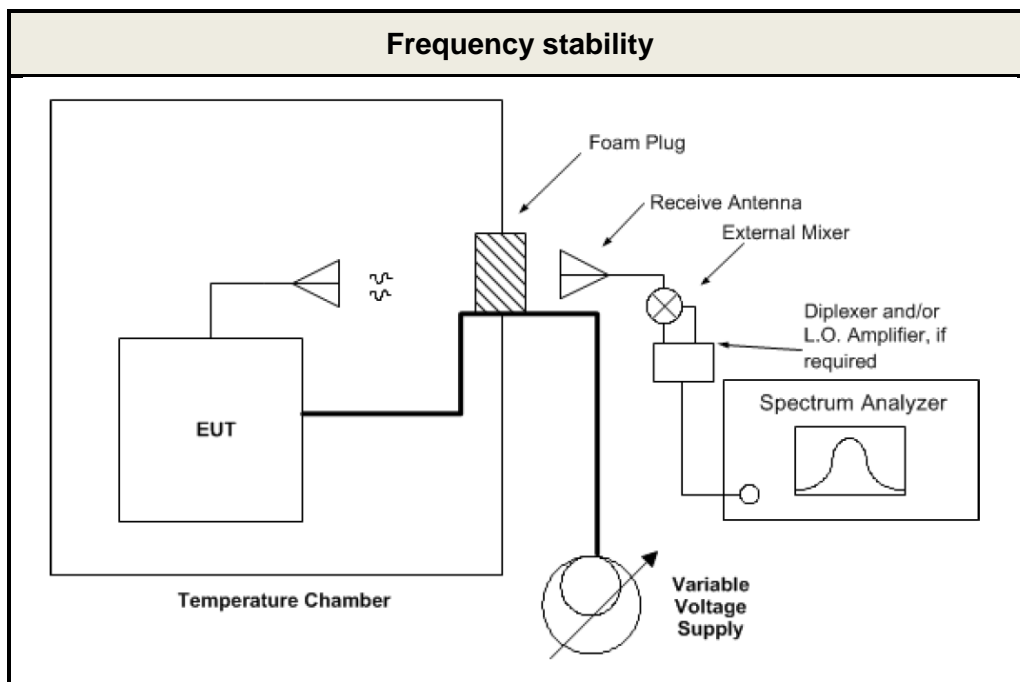 Frequency stability
Foam Plug
Receive Antenna
External Mixer
Diplexer and/or
L.O. Amplifier, if
required
Spectrum Analyzer
EUT
Temperature Chamber
Variable
Voltage
Supply